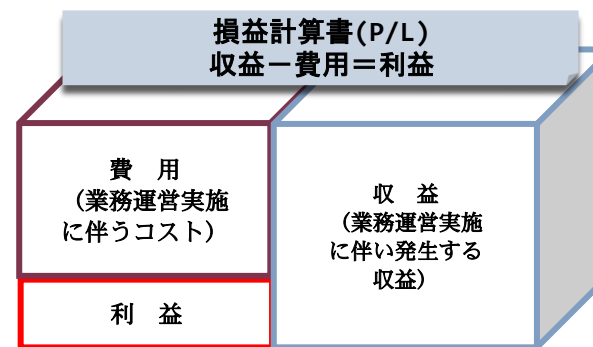 損益計算書(P/L)
収益－費用＝利益
費　用
（業務運営実施
に伴うコスト）
利　益
収　益
（業務運営実施
に伴い発生する
収益）